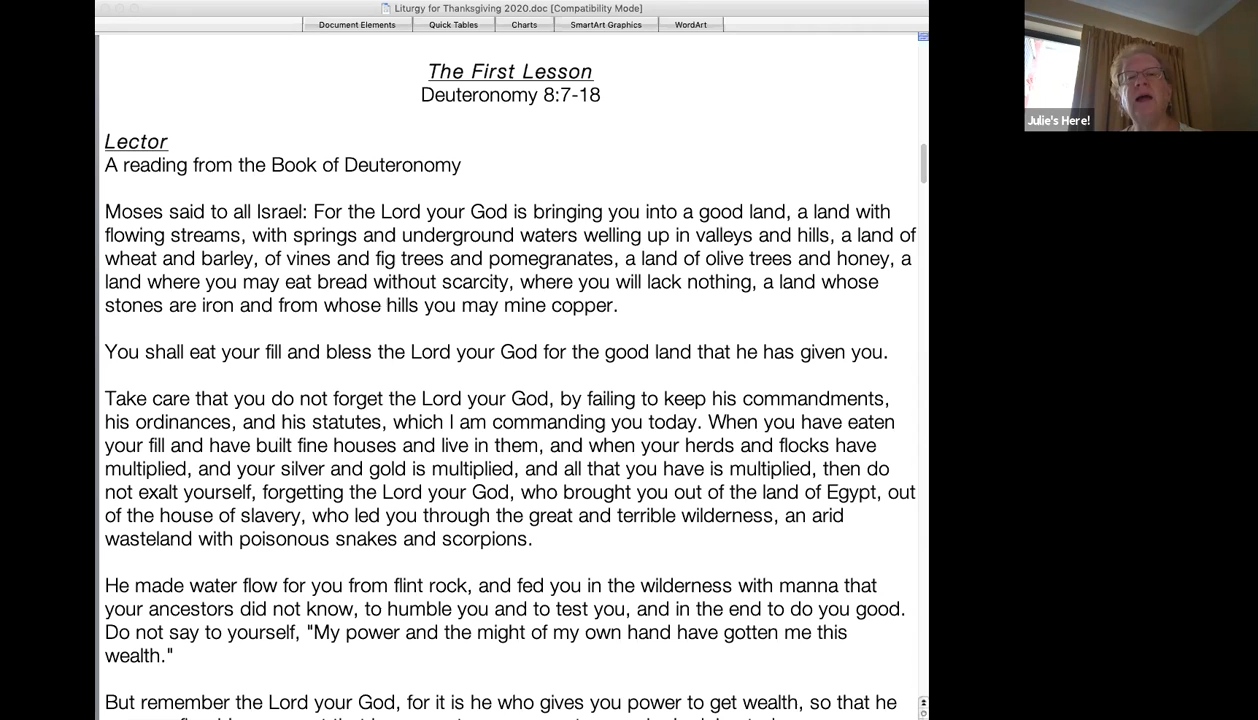 Liturgy for Thanksgiving 2020.doc [Compatibility Mode]
Document Elements Quick Tables Charts SmartArt Graphics WordArt
The First Lesson
Deuteronomy 8:7-18
Julie's Here!
Lector
A reading from the Book of Deuteronomy
Moses said to all Israel: For the Lord your God is bringing you into a good land, a land with
flowing streams, with springs and underground waters welling up in valleys and hills, a land of
wheat and barley, of vines and fig trees and pomegranates, a land of olive trees and honey, a
land where you may eat bread without scarcity, where you will lack nothing, a land whose
stones are iron and from whose hills you may mine copper.
You shall eat your fill and bless the Lord your God for the good land that he has given you.
Take care that you do not forget the Lord your God, by failing to keep his commandments,
his ordinances, and his statutes, which I am commanding you today. When you have eaten
your fill and have built fine houses and live in them, and when your herds and flocks have
multiplied, and your silver and gold is multiplied, and all that you have is multiplied, then do
not exalt yourself, forgetting the Lord your God, who brought you out of the land of Egypt, out
of the house of slavery, who led you through the great and terrible wilderness, an arid
wasteland with poisonous snakes and scorpions.
He made water flow for you from flint rock, and fed you in the wilderness with manna that
your ancestors did not know, to humble you and to test you, and in the end to do you good.
Do not say to yourself, "My power and the might of my own hand have gotten me this
wealth."
But remember the Lord your God, for it is he who gives you power to get wealth, so that he